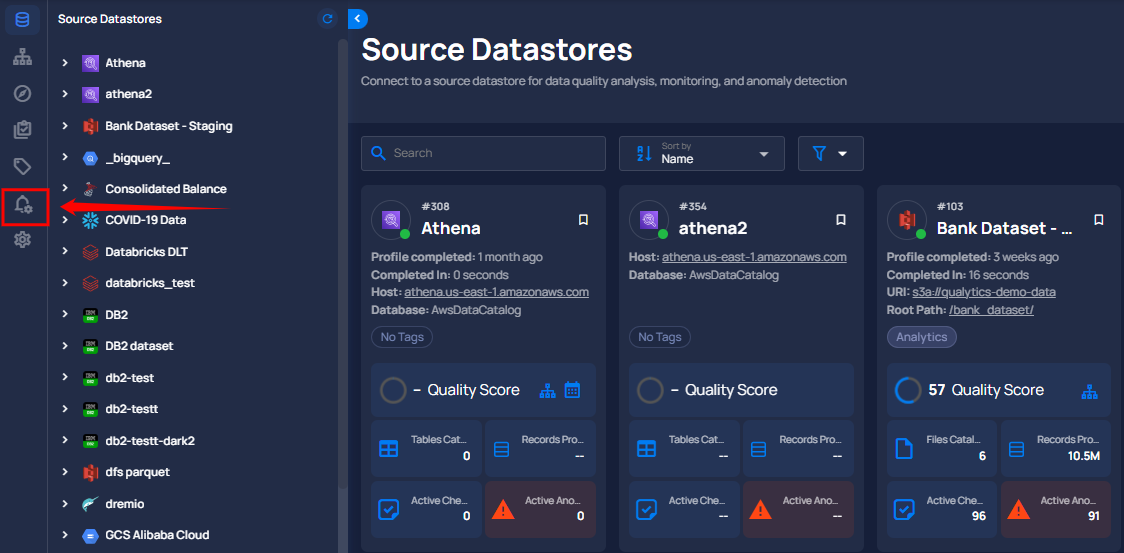 Source Datastores
Athena
athena2
Bank Dataset - Staging
_bigquery_
Consolidated Balance
COVID-19 Data
Databricks DLT
databricks_test
DB2
DB2 dataset
db2-test
db2-testt
db2-testt-dark2
dfs parquet
dremio
GCS Alibaba Cloud
Source Datastores
Connect to a source datastore for data quality analysis, monitoring, and anomaly detection
Search
Sort by
Name
#308
Athena
Profile completed: 1 month ago
Completed In: 0 seconds
Host: athena.us-east-1.amazonaws.com
Database: AwsDataCatalog
No Tags
– Quality Score
Tables Cat... 0
Records Pro... --
Active Che... 0
Active Ano... 0
#354
athena2
Host: athena.us-east-1.amazonaws.com
Database: AwsDataCatalog
No Tags
– Quality Score
Tables Cat... --
Records Pro... --
Active Che... --
Active Ano... --
#103
Bank Dataset - ...
Profile completed: 3 weeks ago
Completed In: 16 seconds
URI: s3a://qualytics-demo-data
Root Path: /bank_dataset/
Analytics
57 Quality Score
Files Catal... 6
Records Pro... 10.5M
Active Che... 96
Active Ano... 91